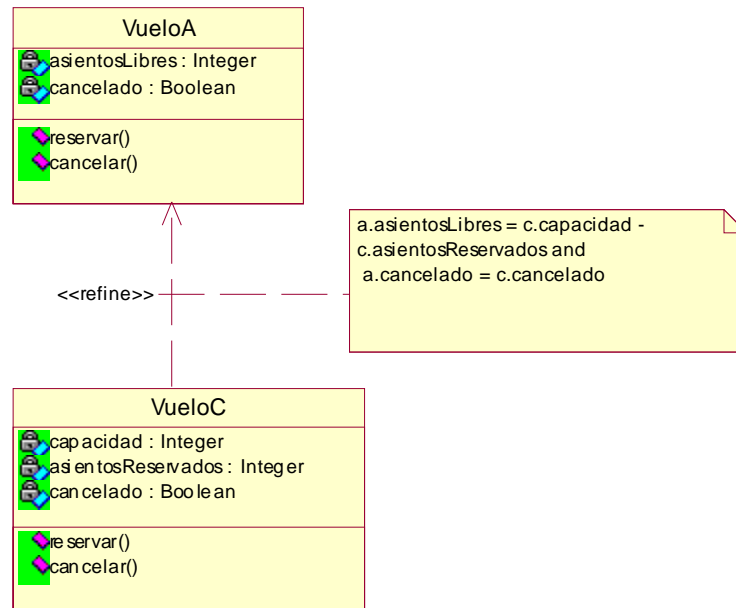 VueloA
asientosLibres : Integer
cancelado : Boolean
reservar()
cancelar()
a.asientosLibres = c.capacidad -
c.asientosReservados and
a.cancelado = c.cancelado
<<refine>>
VueloC
capacidad : Integer
asientosReservados : Integer
cancelado : Boolean
reservar()
cancelar()